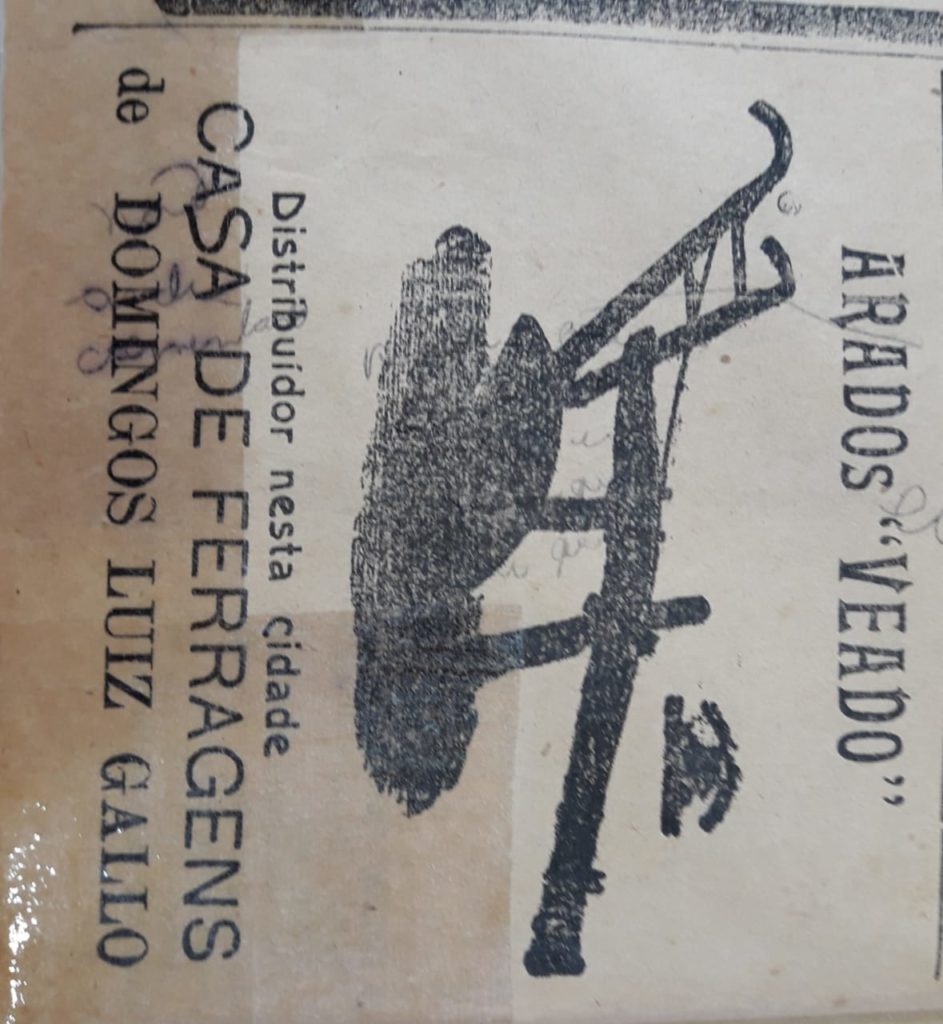 ARADOS "VEADO"
Distribuidor nesta cidade
CASA DE FERRAGENS
de DOMINGOS LUIZ GALLO